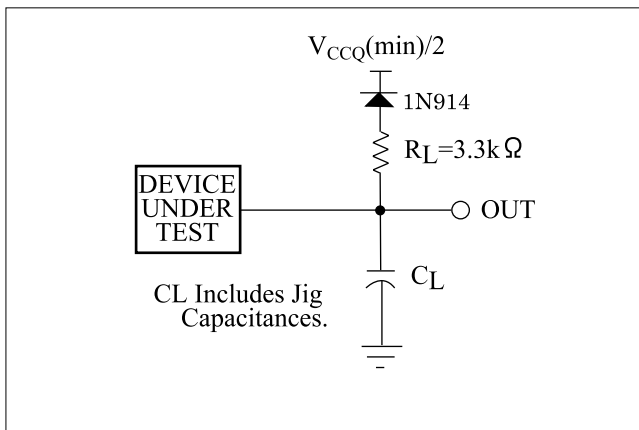 V_CCQ(min)/2
1N914
R_L=3.3kΩ
DEVICE
UNDER
TEST
OUT
C_L
CL Includes Jig
Capacitances.